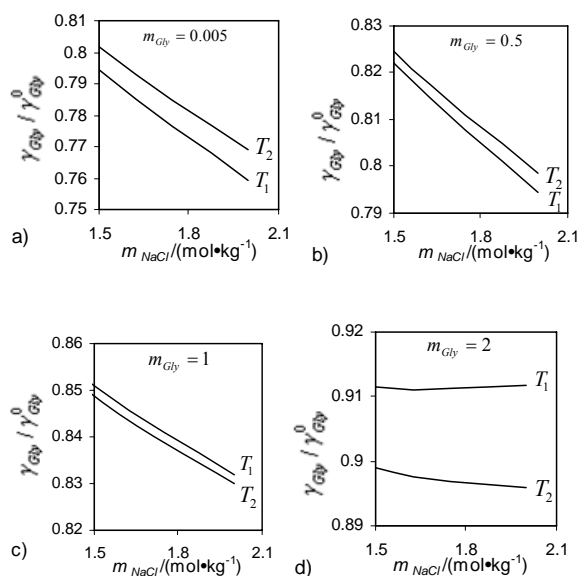 m_Gly = 0.005
γ_Gly / γ⁰_Gly
0.81
0.8
0.79
0.78
0.77
0.76
0.75
T₂
T₁
1.5 1.8 2.1
m_NaCl/(mol•kg⁻¹)
a)
m_Gly = 0.5
γ_Gly / γ⁰_Gly
0.83
0.82
0.81
0.8
0.79
T₂
T₁
1.5 1.8 2.1
m_NaCl/(mol•kg⁻¹)
b)
m_Gly = 1
γ_Gly / γ⁰_Gly
0.86
0.85
0.84
0.83
0.82
T₁
T₂
1.5 1.8 2.1
m_NaCl/(mol•kg⁻¹)
c)
m_Gly = 2
γ_Gly / γ⁰_Gly
0.92
0.91
0.9
0.89
T₁
T₂
1.5 1.8 2.1
m_NaCl/(mol•kg⁻¹)
d)